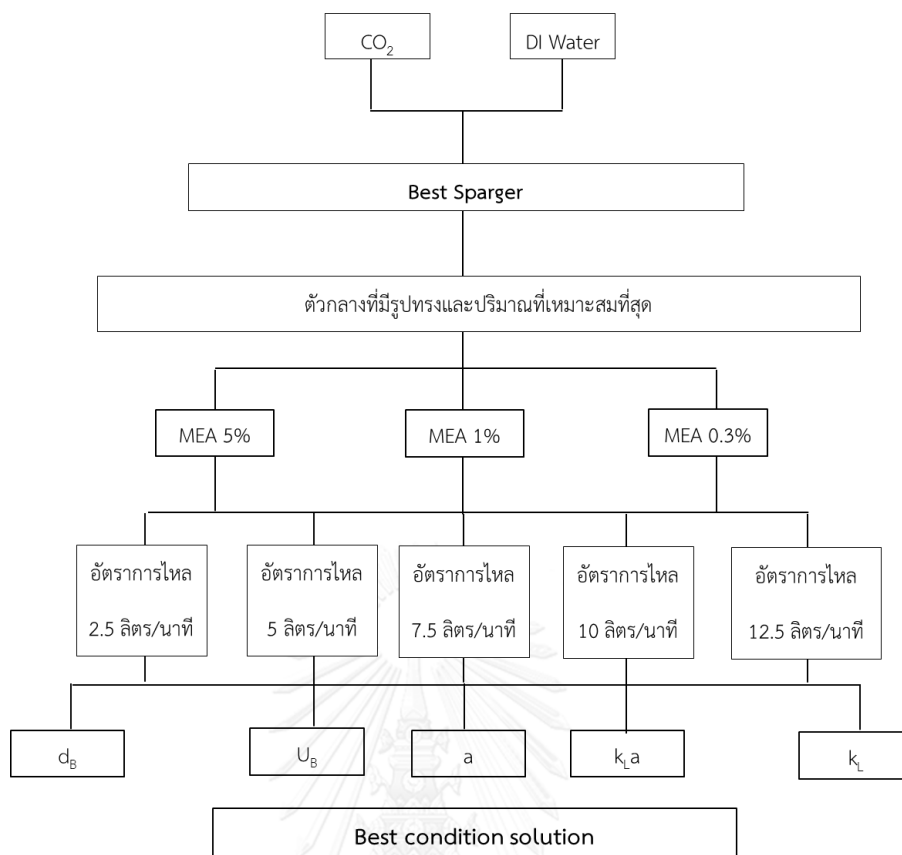 CO₂
DI Water
Best Sparger
ตัวกลางที่มีรูปทรงและปริมาณที่เหมาะสมที่สุด
MEA 5%
MEA 1%
MEA 0.3%
อัตราการไหล
2.5 ลิตร/นาที
อัตราการไหล
5 ลิตร/นาที
อัตราการไหล
7.5 ลิตร/นาที
อัตราการไหล
10 ลิตร/นาที
อัตราการไหล
12.5 ลิตร/นาที
d_B
U_B
a
k_La
k_L
Best condition solution